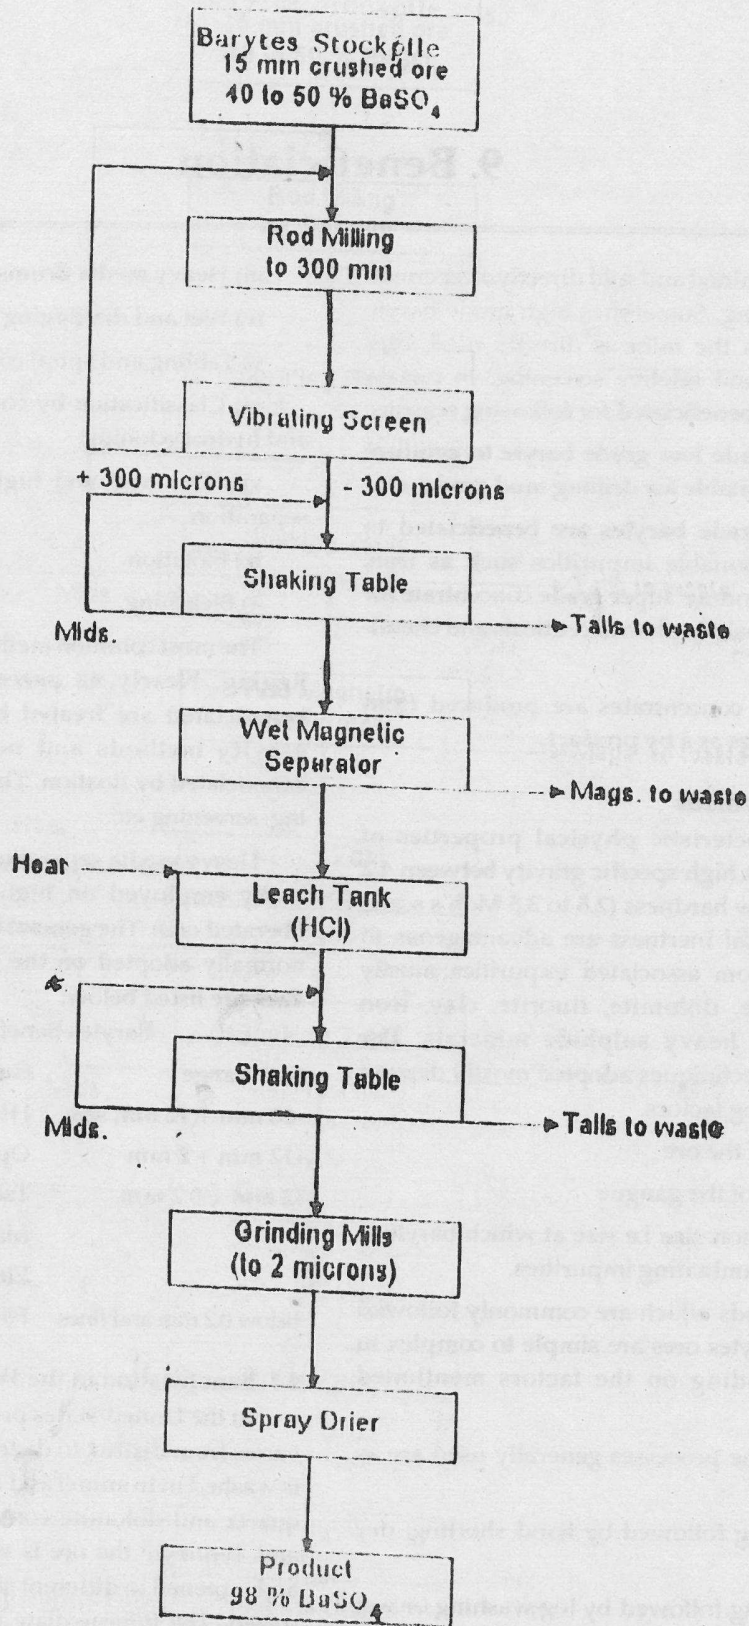 Barytes Stockpile
15 mm crushed ore
40 to 50 % BaSO₄
Rod Milling
to 300 mm
Vibrating Screen
+ 300 microns
- 300 microns
Shaking Table
Mids.
Tails to waste
Wet Magnetic
Separator
Mags. to waste
Heat
Leach Tank
(HCl)
Shaking Table
Mids.
Tails to waste
Grinding Mills
(to 2 microns)
Spray Drier
Product
98 % BaSO₄